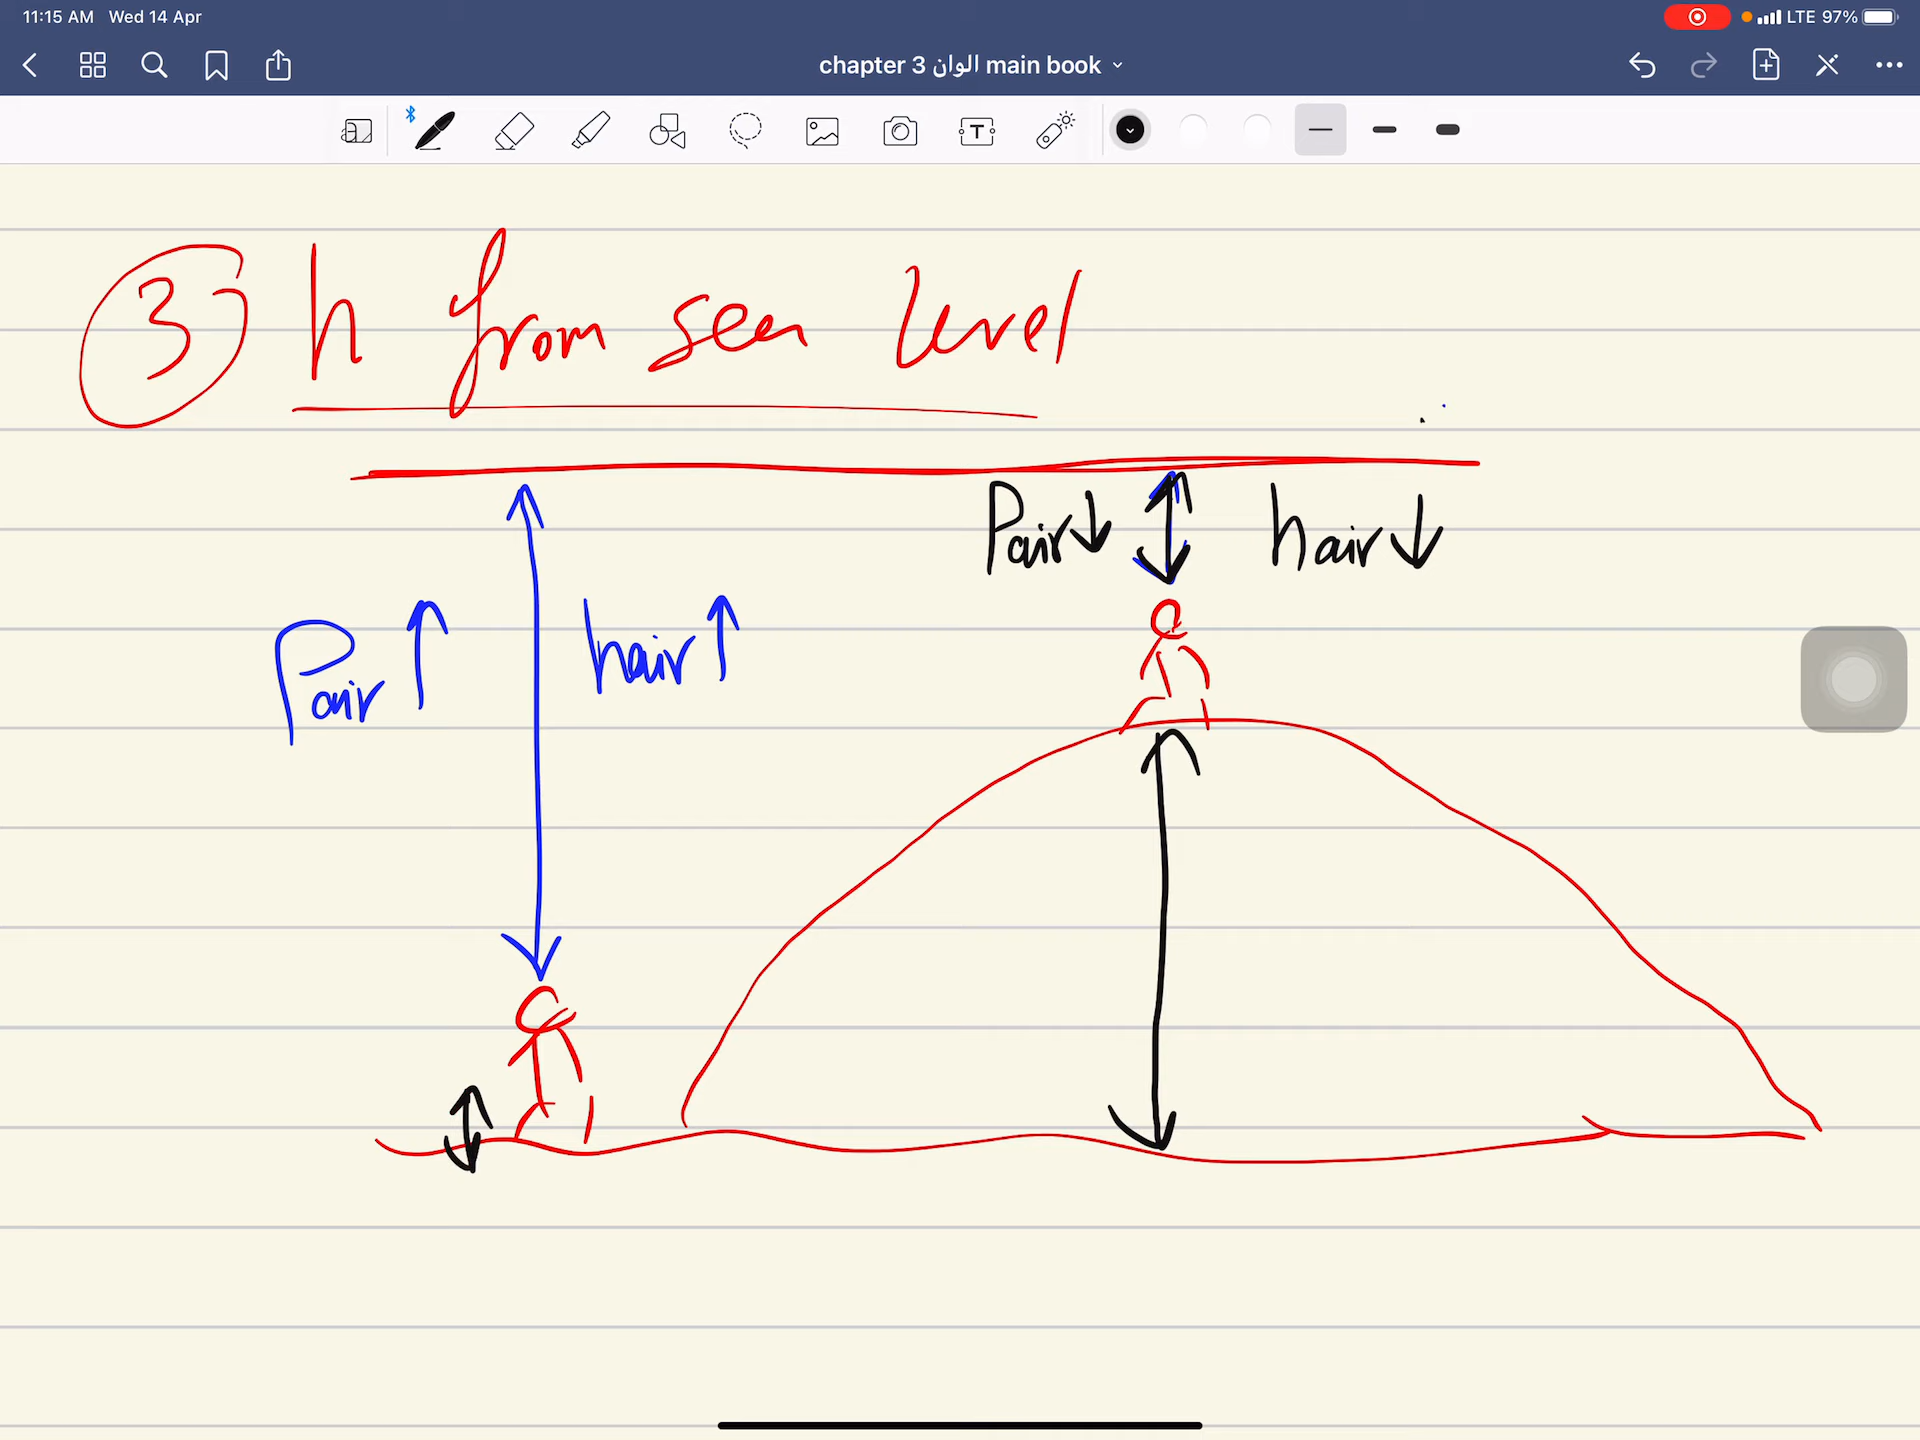 11:15 AM Wed 14 Apr
LTE 97%
chapter 3 الوان main book
3 h from sea level
Pair↓ hair↓
Pair↑ hair↑